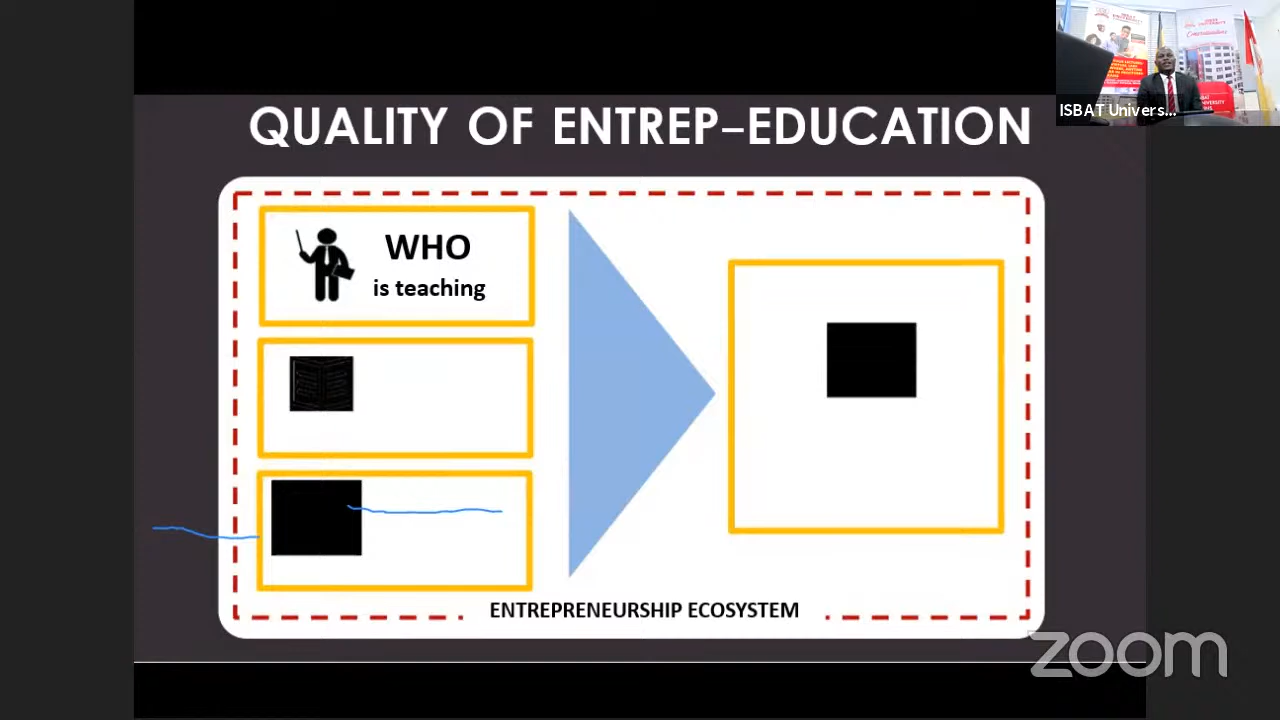 QUALITY OF ENTREP–EDUCATION
ISBAT Univers...
WHO
is teaching
ENTREPRENEURSHIP ECOSYSTEM
zoom